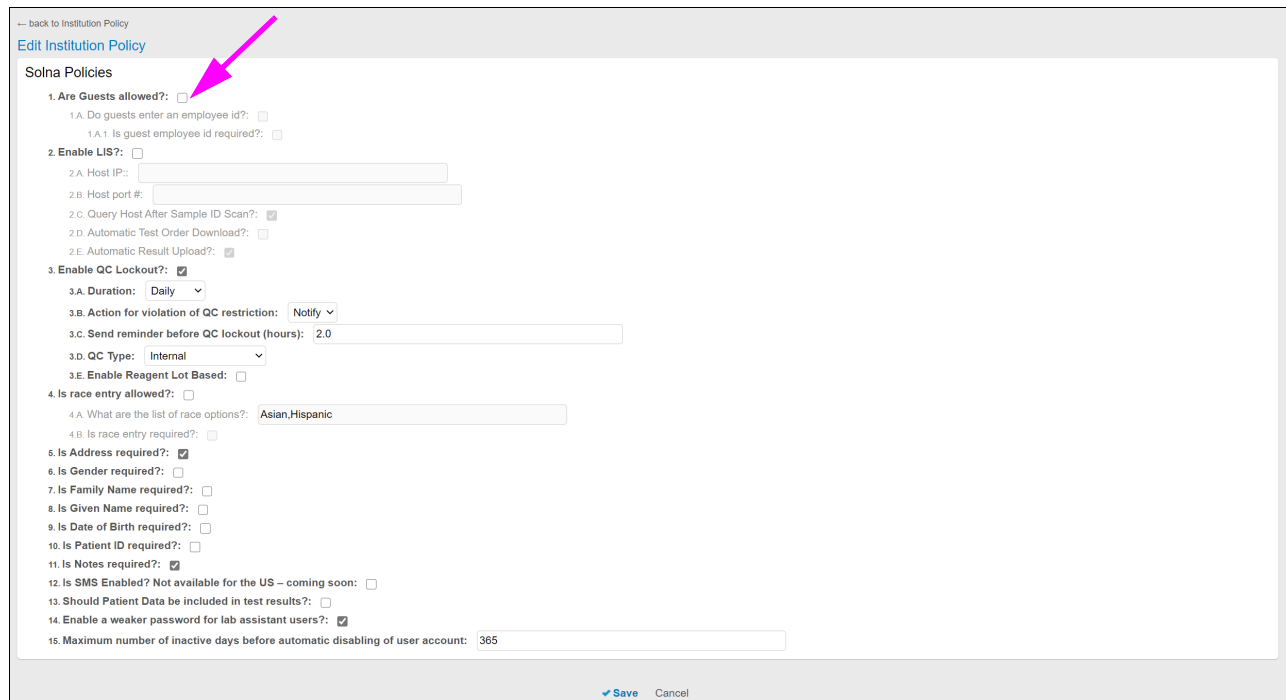 ← back to Institution Policy
Edit Institution Policy
Solna Policies
1. Are Guests allowed?:
1.A. Do guests enter an employee id?:
1.A.1. Is guest employee id required?:
2. Enable LIS?:
2.A. Host IP::
2.B. Host port #:
2.C. Query Host After Sample ID Scan?:
2.D. Automatic Test Order Download?:
2.E. Automatic Result Upload?:
3. Enable QC Lockout?:
3.A. Duration: Daily
3.B. Action for violation of QC restriction: Notify
3.C. Send reminder before QC lockout (hours): 2.0
3.D. QC Type: Internal
3.E. Enable Reagent Lot Based:
4. Is race entry allowed?:
4.A. What are the list of race options?: Asian,Hispanic
4.B. Is race entry required?:
5. Is Address required?:
6. Is Gender required?:
7. Is Family Name required?:
8. Is Given Name required?:
9. Is Date of Birth required?:
10. Is Patient ID required?:
11. Is Notes required?:
12. Is SMS Enabled? Not available for the US – coming soon:
13. Should Patient Data be included in test results?:
14. Enable a weaker password for lab assistant users?:
15. Maximum number of inactive days before automatic disabling of user account: 365
Save Cancel